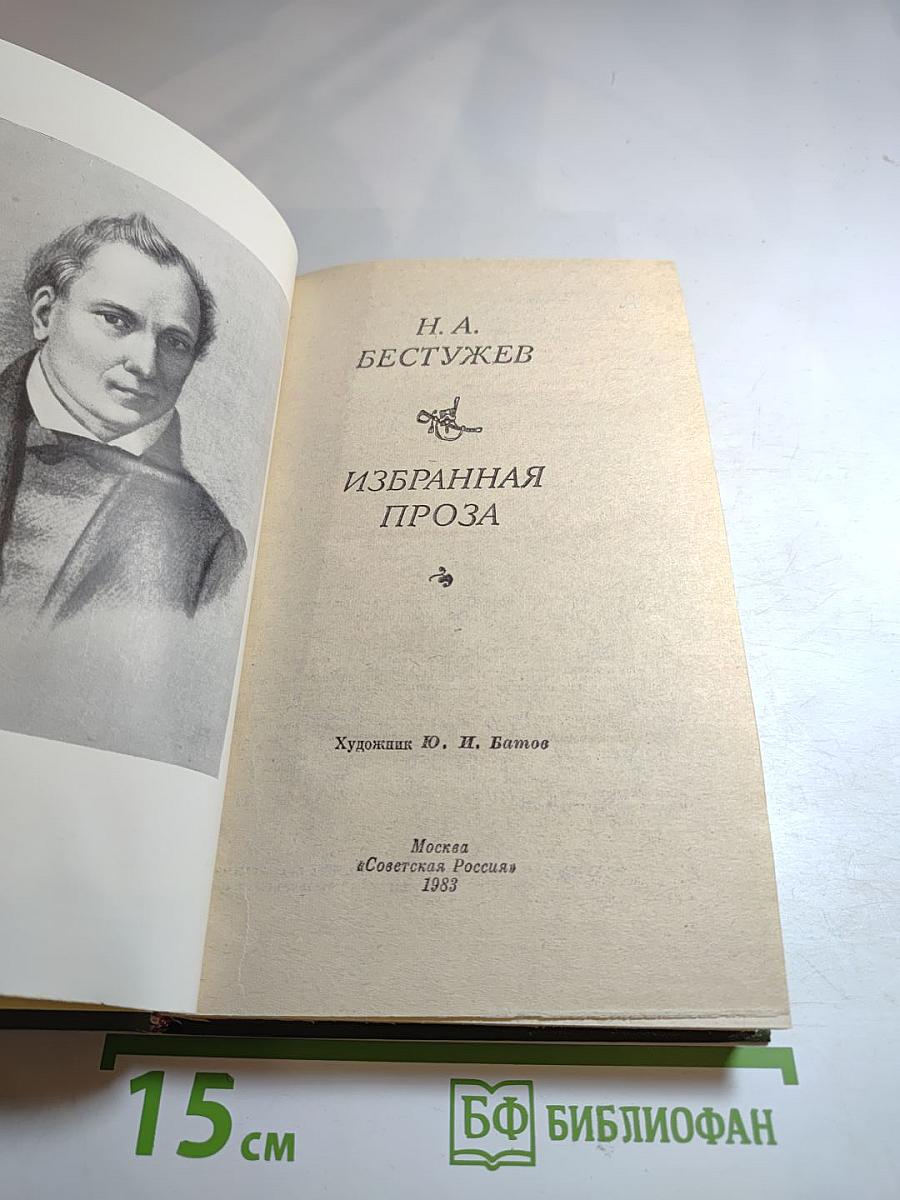 Н. А.
БЕСТУЖЕВ
ИЗБРАННАЯ
ПРОЗА
Художник Ю. И. Батов
Москва
«Советская Россия»
1983
15 см
БФ БИБЛИОФАН